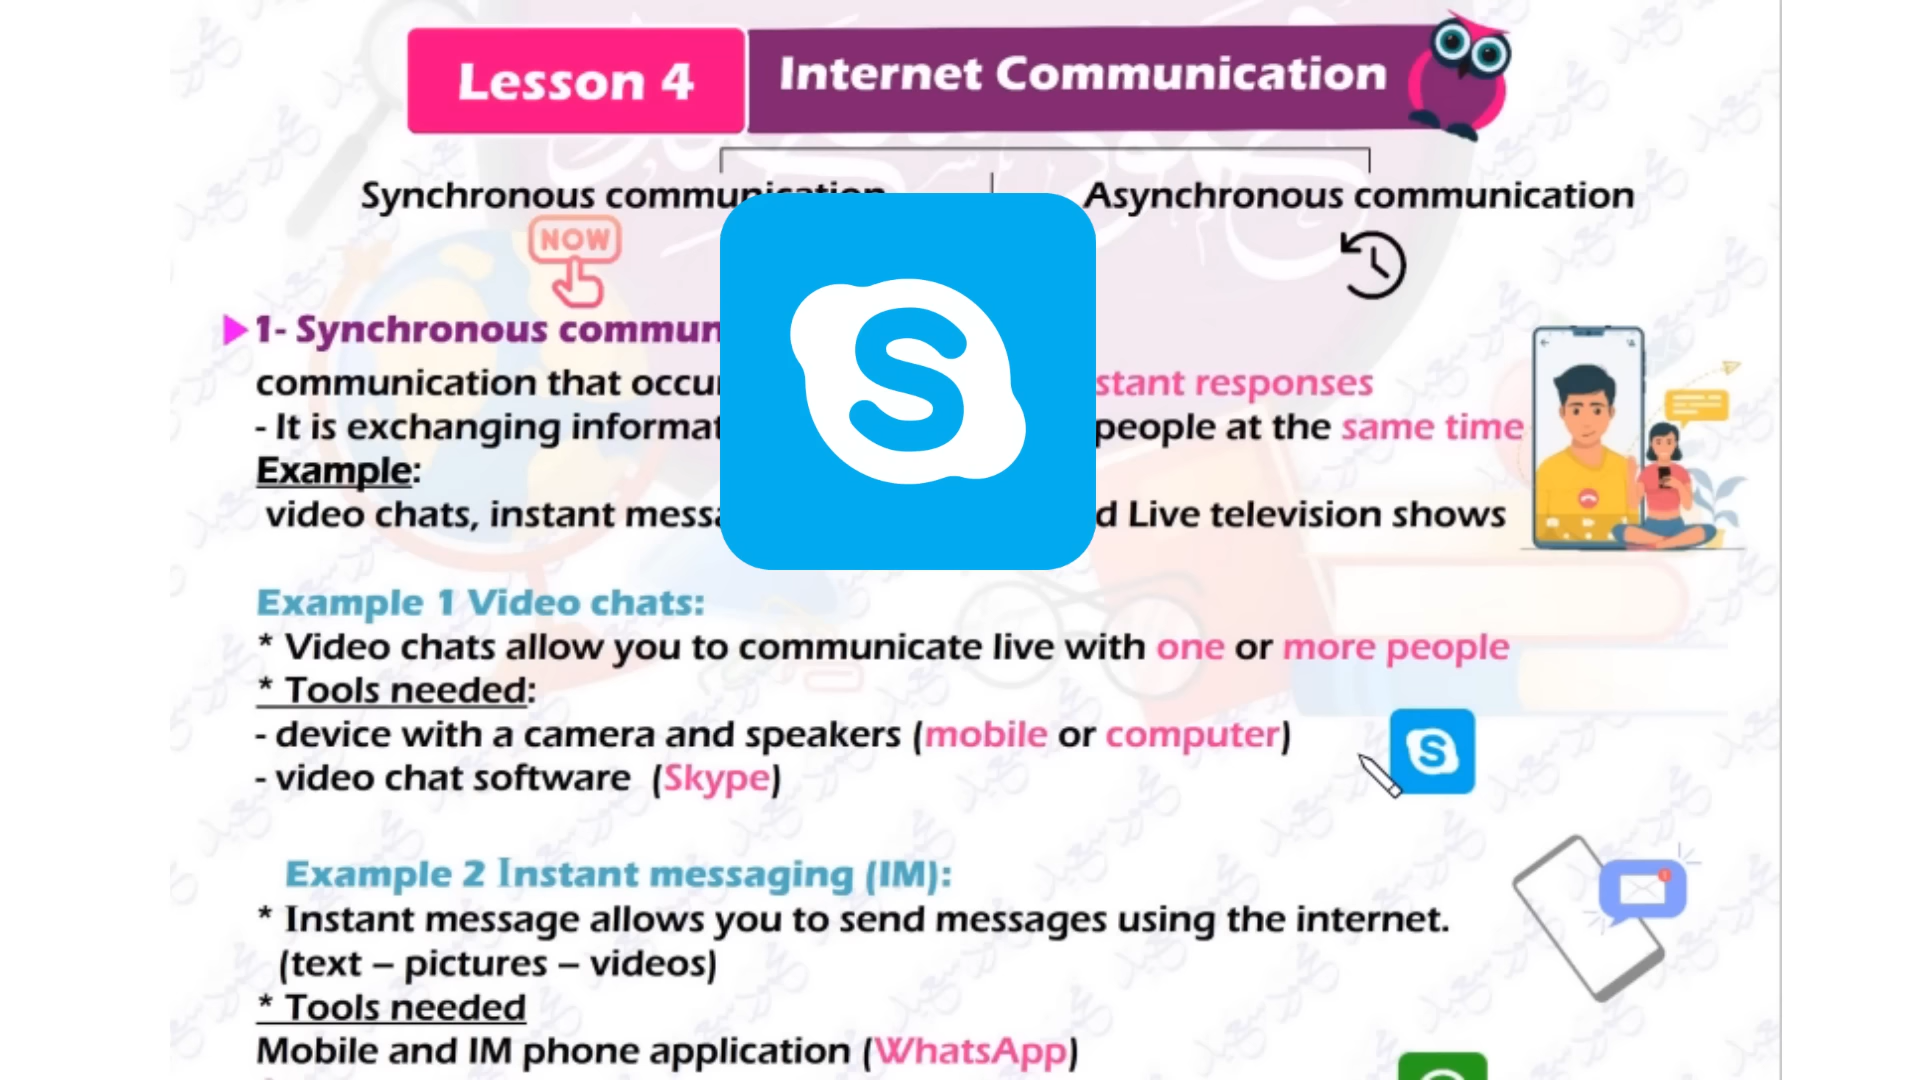 Lesson 4
Internet Communication
Synchronous communication
Asynchronous communication
NOW
1- Synchronous commun
communication that occu stant responses
- It is exchanging informat people at the same time
Example:
video chats, instant mess d Live television shows
Example 1 Video chats:
* Video chats allow you to communicate live with one or more people
* Tools needed:
- device with a camera and speakers (mobile or computer)
- video chat software (Skype)
Example 2 Instant messaging (IM):
* Instant message allows you to send messages using the internet.
(text – pictures – videos)
* Tools needed
Mobile and IM phone application (WhatsApp)